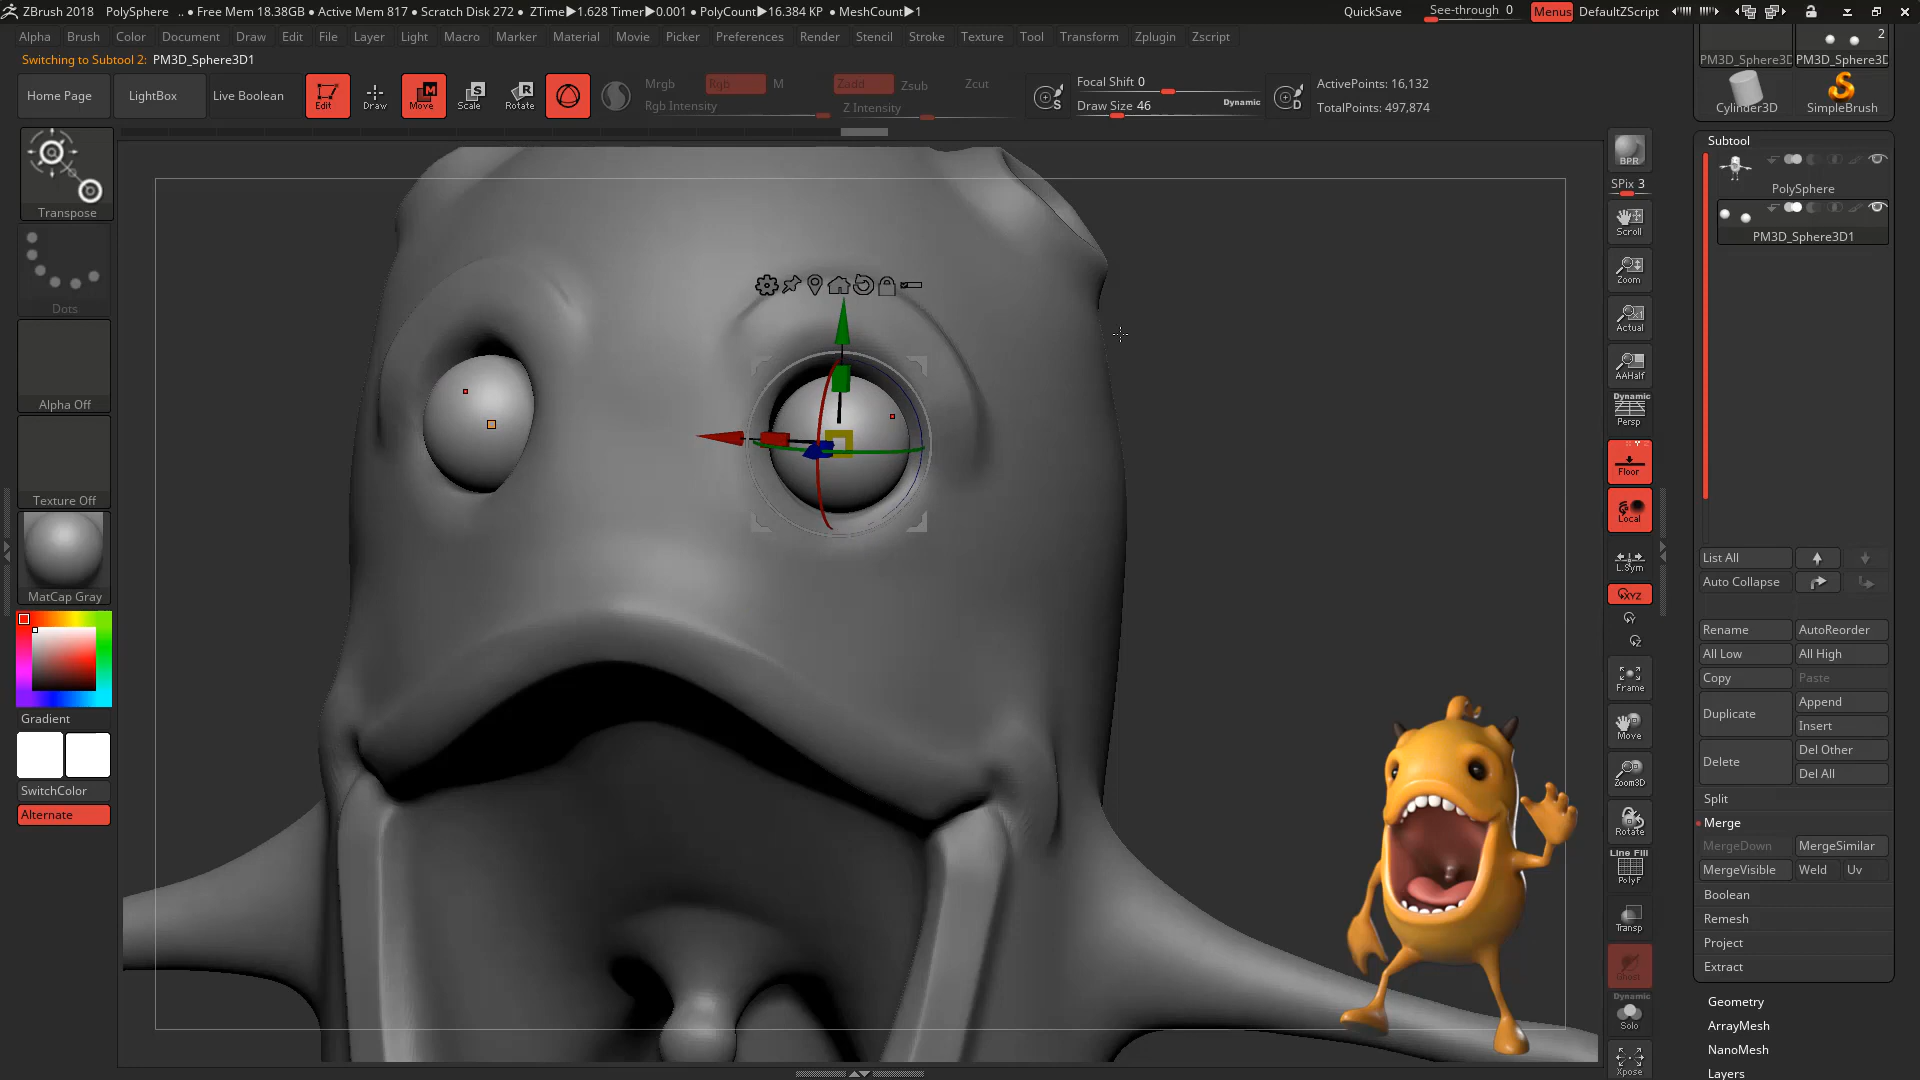 ZBrush 2018 PolySphere .. • Free Mem 18.38GB • Active Mem 817 • Scratch Disk 272 • ZTime▶1.628 Timer▶0.001 • PolyCount▶16.384 KP • MeshCount▶1
QuickSave See-through 0 Menus DefaultZScript
Alpha Brush Color Document Draw Edit File Layer Light Macro Marker Material Movie Picker Preferences Render Stencil Stroke Texture Tool Transform Zplugin Zscript
Switching to Subtool 2: PM3D_Sphere3D1
Home Page LightBox Live Boolean
Edit Draw Move Scale Rotate
Mrgb Rgb M
Rgb Intensity
Zadd Zsub Zcut
Z Intensity
Focal Shift 0
Draw Size 46 Dynamic
ActivePoints: 16,132
TotalPoints: 497,874
2
PM3D_Sphere3D PM3D_Sphere3D
Cylinder3D SimpleBrush
Transpose
Dots
Alpha Off
Texture Off
MatCap Gray
Gradient
SwitchColor
Alternate
BPR
SPix 3
Scroll
Zoom
Actual
AAHalf
Dynamic
Persp
Floor
Local
L.Sym
XYZ
Y
Z
Frame
Move
Zoom3D
Rotate
Line Fill
PolyF
Transp
Ghost
Dynamic
Solo
Xpose
Subtool
PolySphere
PM3D_Sphere3D1
List All
Auto Collapse
Rename AutoReorder
All Low All High
Copy Paste
Duplicate Append
Insert
Delete Del Other
Del All
Split
Merge
MergeDown MergeSimilar
MergeVisible Weld Uv
Boolean
Remesh
Project
Extract
Geometry
ArrayMesh
NanoMesh
Layers